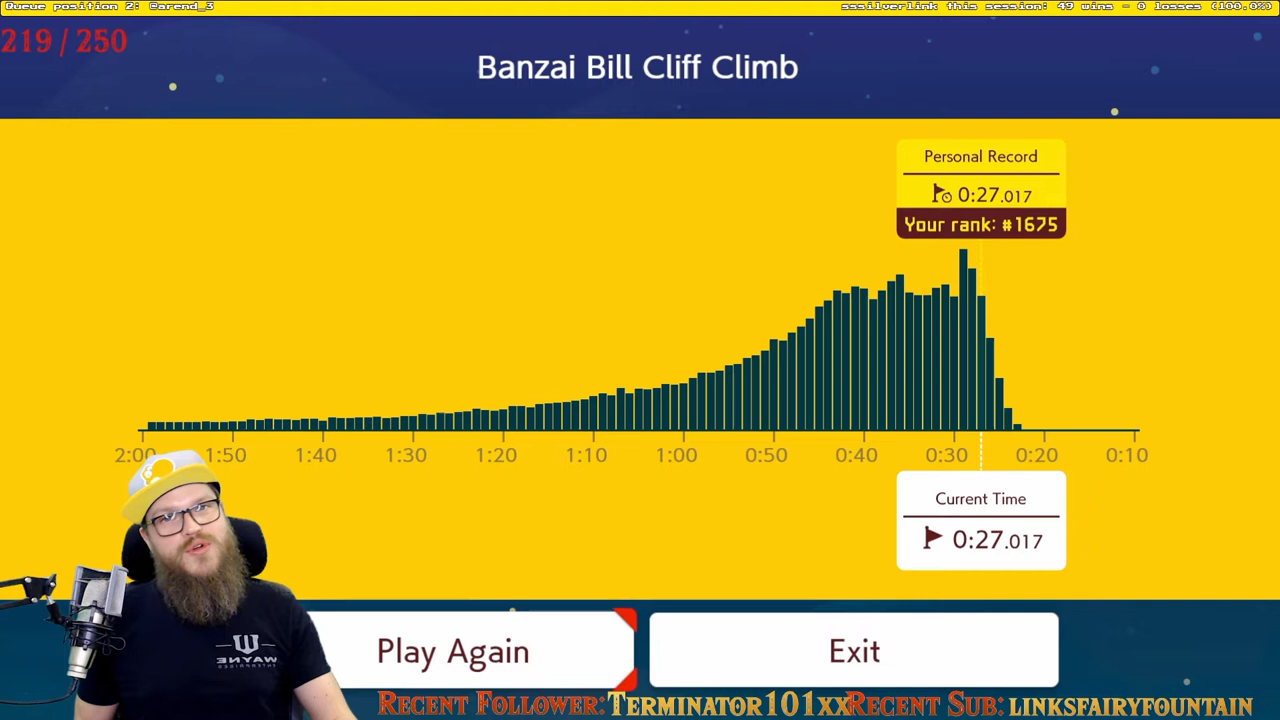 Queue position 2: @arend_3
sssilverlink this session: 49 wins - 0 losses (100.0%)
219/250
Banzai Bill Cliff Climb
Personal Record
0:27.017
Your rank: #1675
2:00 1:50 1:40 1:30 1:20 1:10 1:00 0:50 0:40 0:30 0:20 0:10
Current Time
0:27.017
WAYNE
ENTERPRISES
Play Again
Exit
Recent Follower:Terminator101xx
Recent Sub: linksfairyfountain